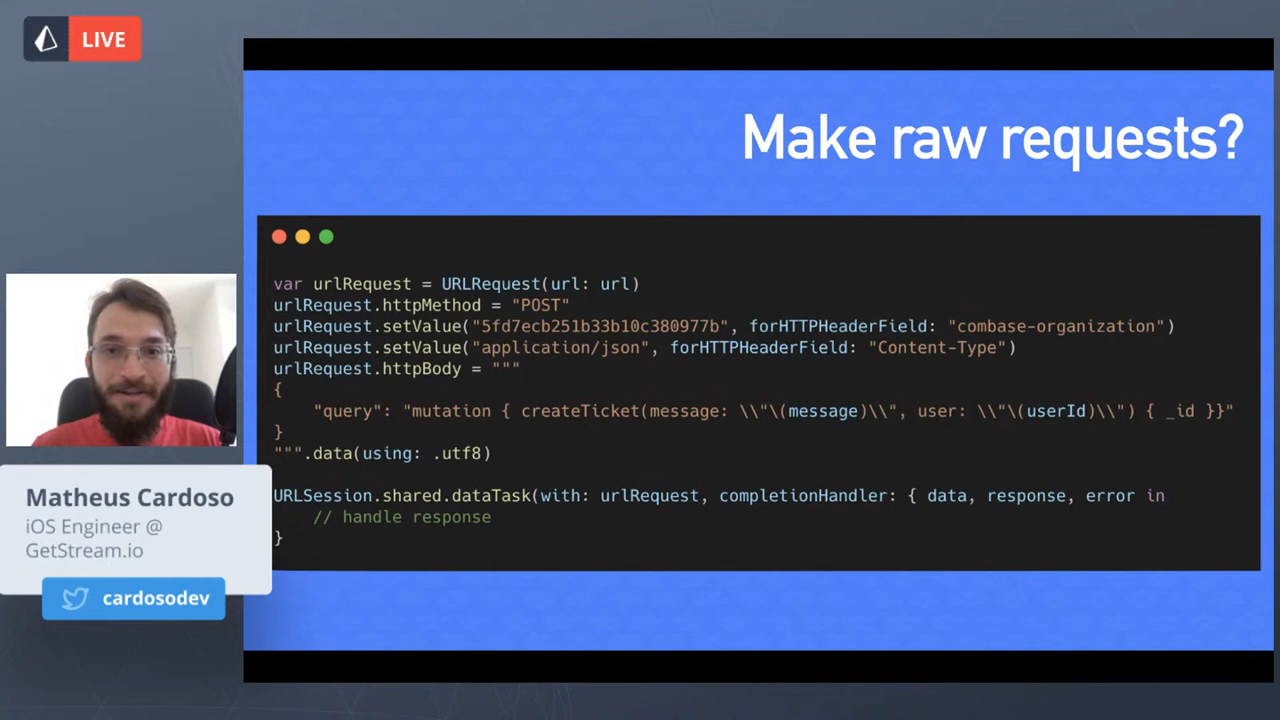 LIVE
Make raw requests?
var urlRequest = URLRequest(url: url)
urlRequest.httpMethod = "POST"
urlRequest.setValue("5fd7ecb251b33b10c380977b", forHTTPHeaderField: "combase-organization")
urlRequest.setValue("application/json", forHTTPHeaderField: "Content-Type")
urlRequest.httpBody = """
{
    "query": "mutation { createTicket(message: \\"\(message)\\", user: \\"\(userId)\\") { _id }}"
}
""".data(using: .utf8)
URLSession.shared.dataTask(with: urlRequest, completionHandler: { data, response, error in
    // handle response
}
Matheus Cardoso
iOS Engineer @
GetStream.io
cardosodev